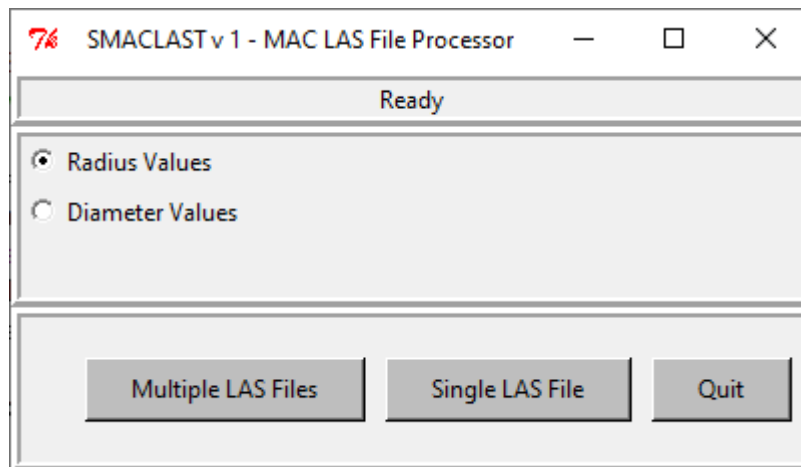 SMACLAST v 1 - MAC LAS File Processor
Ready
Radius Values
Diameter Values
Multiple LAS Files Single LAS File Quit